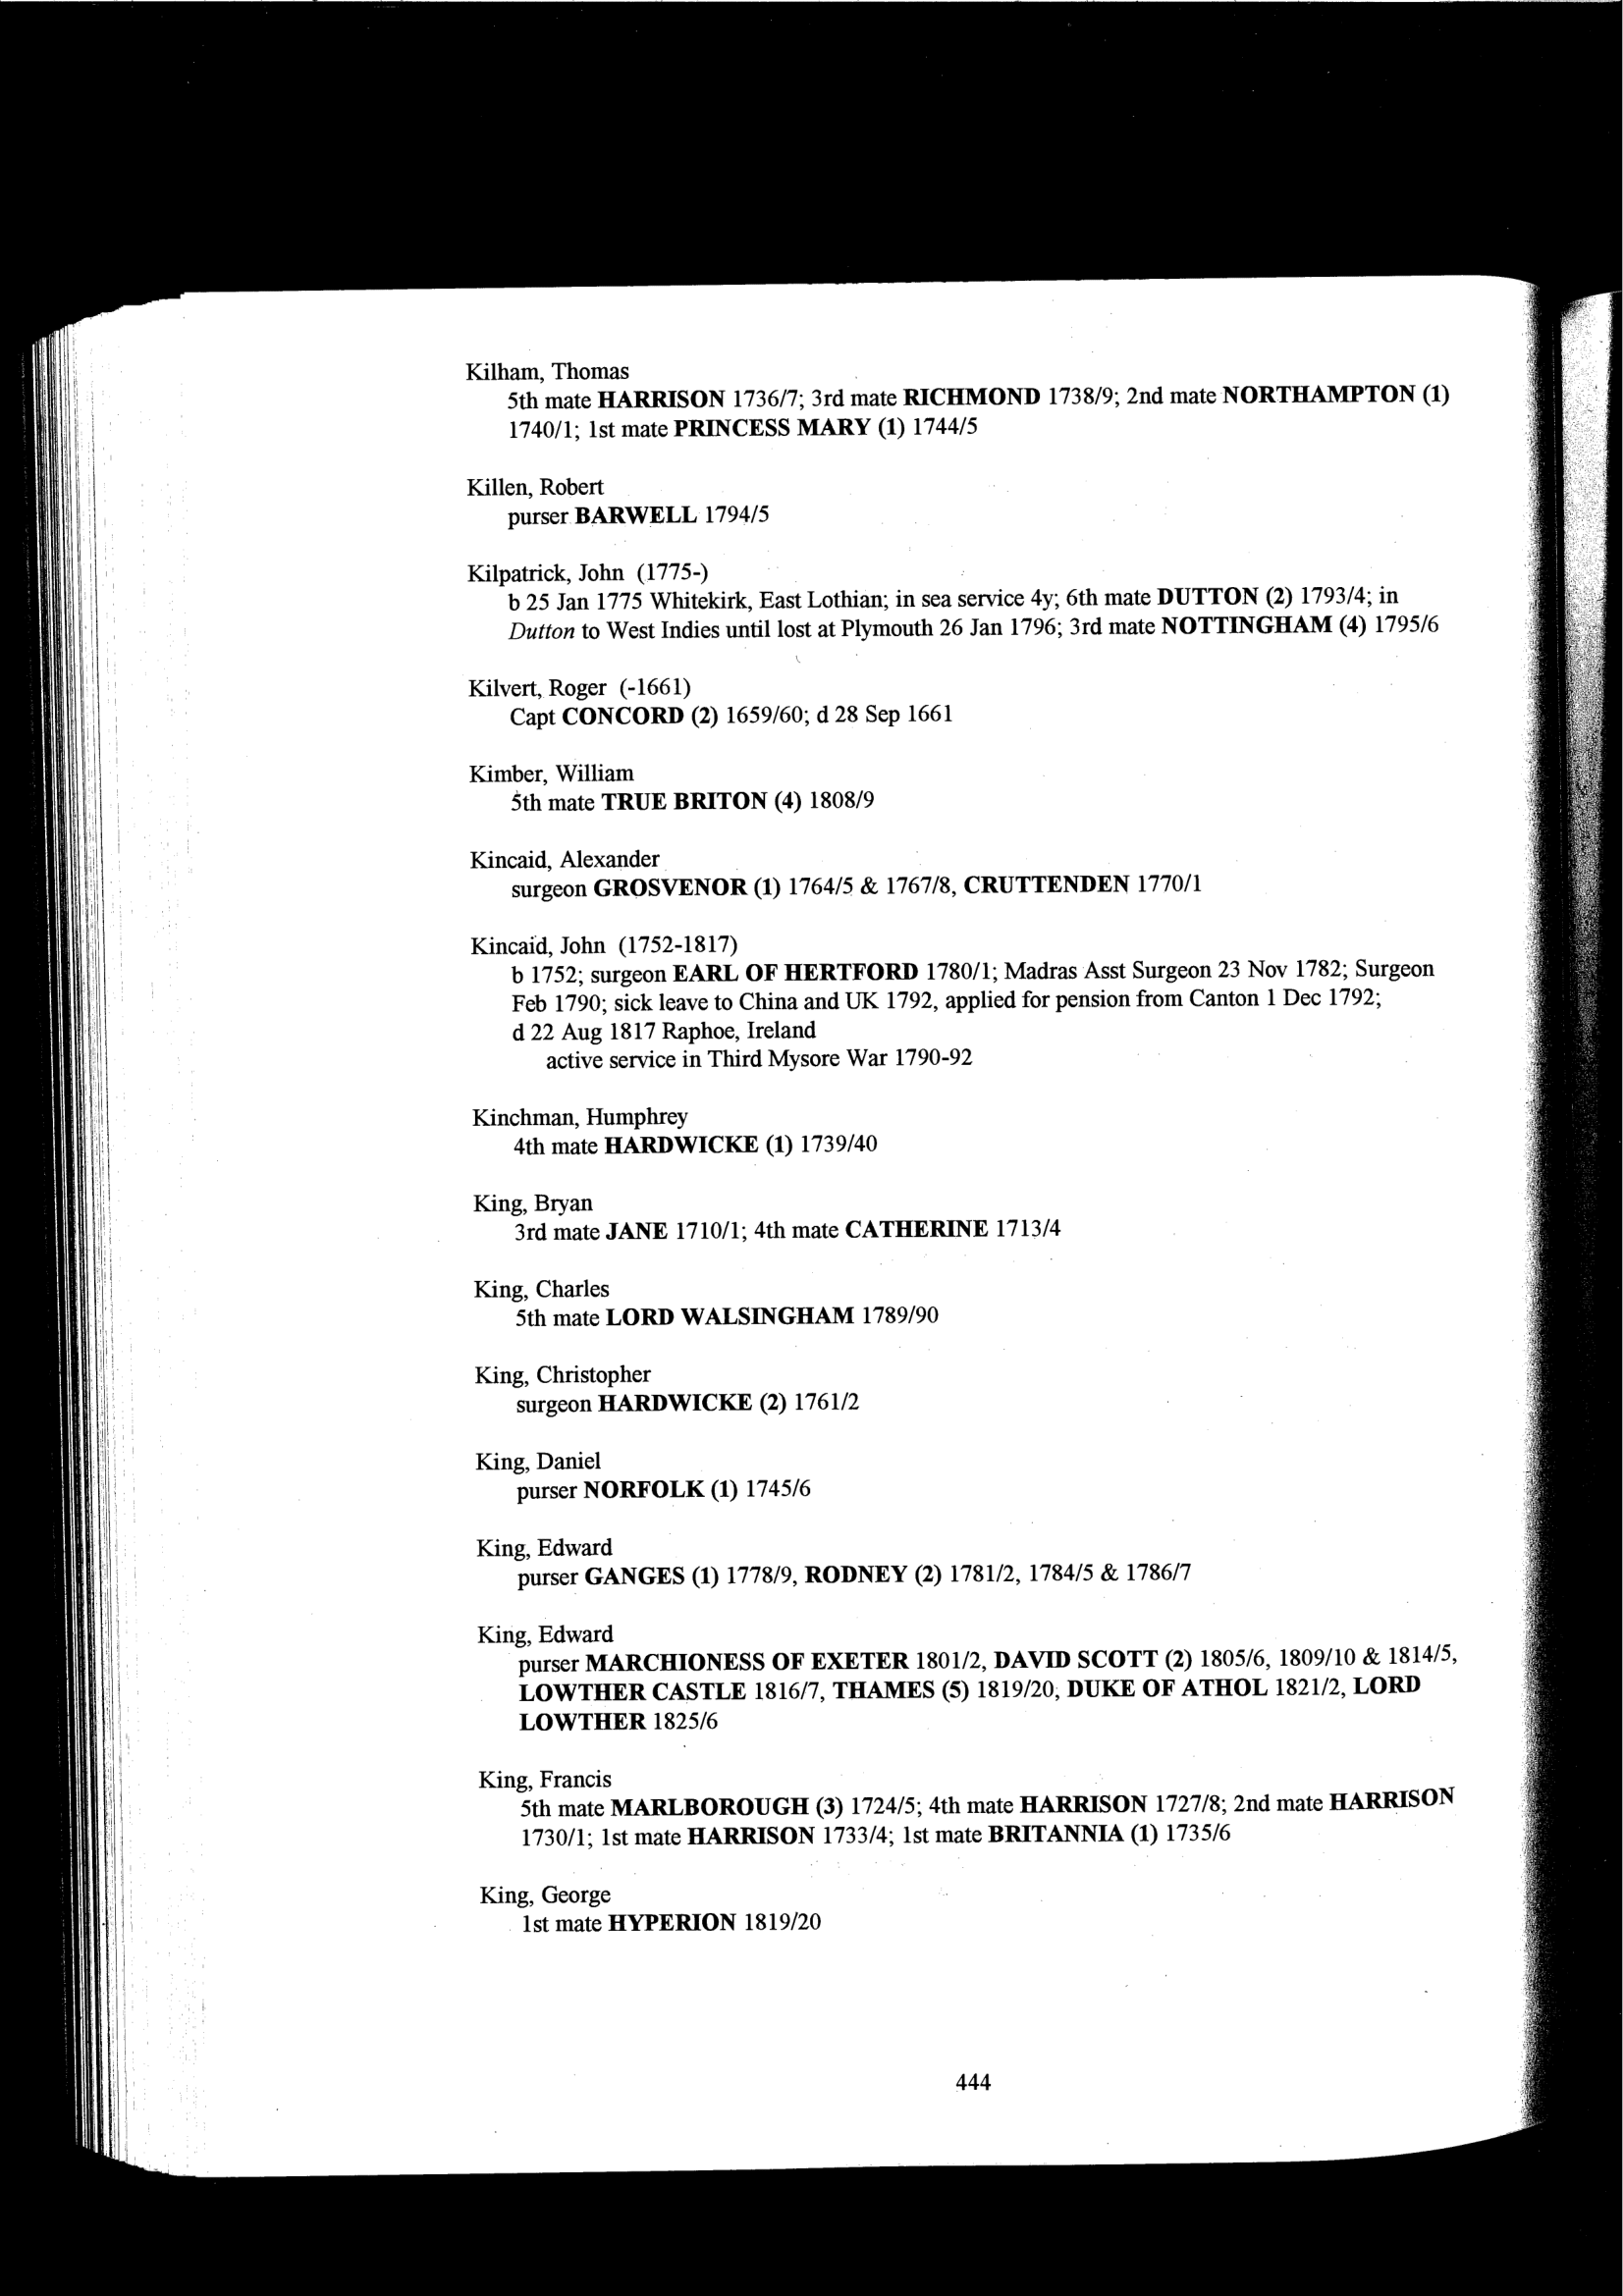 Kilham, Thomas
5th mate HARRISON 1736/7; 3rd mate RICHMOND 1738/9; 2nd mate NORTHAMPTON (1)
1740/1; 1st mate PRINCESS MARY (1) 1744/5
Killen, Robert
purser BARWELL 1794/5
Kilpatrick, John (1775-)
b 25 Jan 1775 Whitekirk, East Lothian; in sea service 4y; 6th mate DUTTON (2) 1793/4; in
Dutton to West Indies until lost at Plymouth 26 Jan 1796; 3rd mate NOTTINGHAM (4) 1795/6
Kilvert, Roger (-1661)
Capt CONCORD (2) 1659/60; d 28 Sep 1661
Kimber, William
5th mate TRUE BRITON (4) 1808/9
Kincaid, Alexander
surgeon GROSVENOR (1) 1764/5 & 1767/8, CRUTTENDEN 1770/1
Kincaid, John (1752-1817)
b 1752; surgeon EARL OF HERTFORD 1780/1; Madras Asst Surgeon 23 Nov 1782; Surgeon
Feb 1790; sick leave to China and UK 1792, applied for pension from Canton 1 Dec 1792;
d 22 Aug 1817 Raphoe, Ireland
active service in Third Mysore War 1790-92
Kinchman, Humphrey
4th mate HARDWICKE (1) 1739/40
King, Bryan
3rd mate JANE 1710/1; 4th mate CATHERINE 1713/4
King, Charles
5th mate LORD WALSINGHAM 1789/90
King, Christopher
surgeon HARDWICKE (2) 1761/2
King, Daniel
purser NORFOLK (1) 1745/6
King, Edward
purser GANGES (1) 1778/9, RODNEY (2) 1781/2, 1784/5 & 1786/7
King, Edward
purser MARCHIONESS OF EXETER 1801/2, DAVID SCOTT (2) 1805/6, 1809/10 & 1814/5,
LOWTHER CASTLE 1816/7, THAMES (5) 1819/20, DUKE OF ATHOL 1821/2, LORD
LOWTHER 1825/6
King, Francis
5th mate MARLBOROUGH (3) 1724/5; 4th mate HARRISON 1727/8; 2nd mate HARRISON
1730/1; 1st mate HARRISON 1733/4; 1st mate BRITANNIA (1) 1735/6
King, George
1st mate HYPERION 1819/20
444